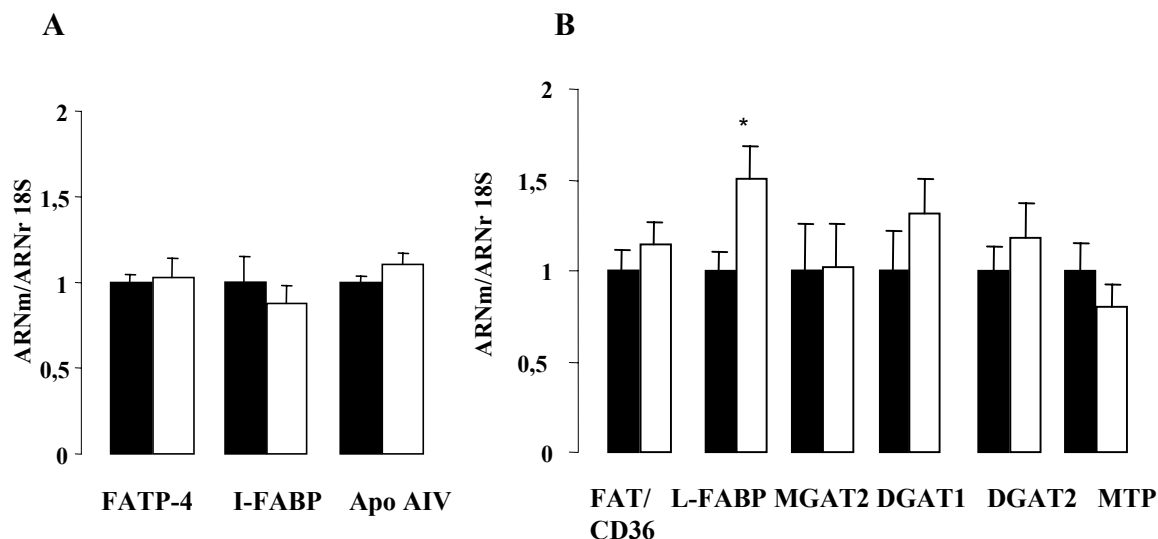 A
ARNm/ARNr 18S
2
1,5
1
0,5
0
FATP-4 I-FABP Apo AIV
B
ARNm/ARNr 18S
2
1,5
1
0,5
0
*
FAT/ L-FABP MGAT2 DGAT1 DGAT2 MTP
CD36